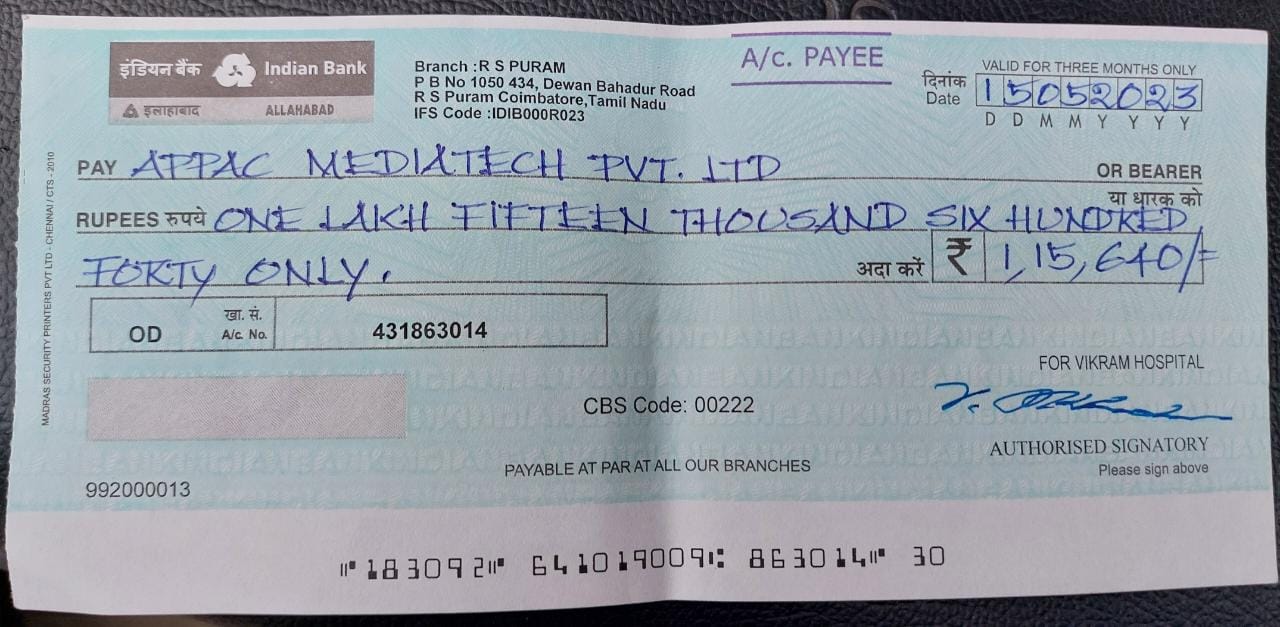 इंडियन बैंक Indian Bank
इलाहाबाद ALLAHABAD
Branch :R S PURAM
P B No 1050 434, Dewan Bahadur Road
R S Puram Coimbatore,Tamil Nadu
IFS Code :IDIB000R023
A/c. PAYEE
VALID FOR THREE MONTHS ONLY
दिनांक
Date 15052023
D D M M Y Y Y Y
PAY APPAC MEDIATECH PVT. LTD OR BEARER
या धारक को
RUPEES रुपये ONE LAKH FIFTEEN THOUSAND SIX HUNDRED
FORTY ONLY. अदा करें ₹ 1,15,640/=
OD खा. सं. A/c. No. 431863014
FOR VIKRAM HOSPITAL
CBS Code: 00222
AUTHORISED SIGNATORY
Please sign above
PAYABLE AT PAR AT ALL OUR BRANCHES
992000013
⑈183092⑈ 641019009⑆ 863014⑈ 30
MADRAS SECURITY PRINTERS PVT LTD - CHENNAI / CTS - 2010